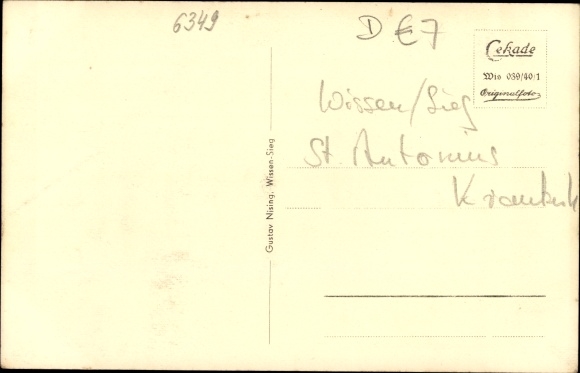 6349
D €7
Cekade
Wis 039/40/1
Originalfoto
Wissen/Sieg
St. Antonius
Krankenh
Gustav Nising, Wissen-Sieg